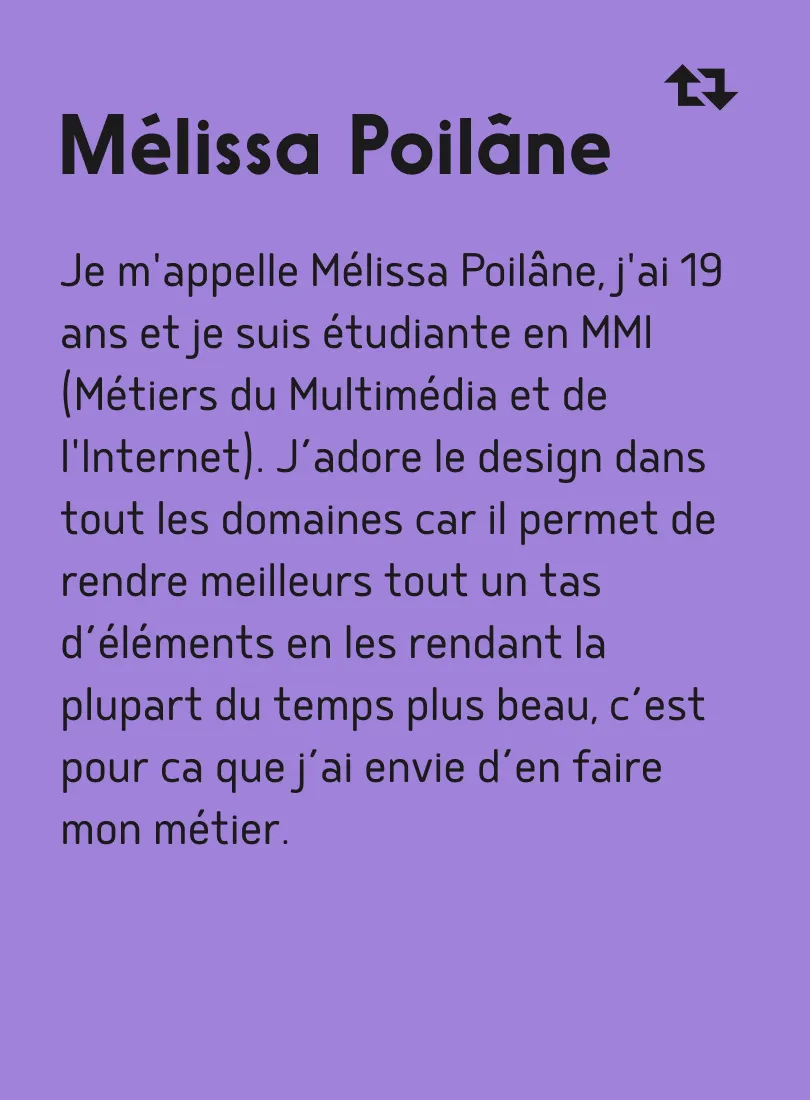 Mélissa Poilâne
Je m'appelle Mélissa Poilâne, j'ai 19
ans et je suis étudiante en MMI
(Métiers du Multimédia et de
l'Internet). J’adore le design dans
tout les domaines car il permet de
rendre meilleurs tout un tas
d’éléments en les rendant la
plupart du temps plus beau, c’est
pour ca que j’ai envie d’en faire
mon métier.